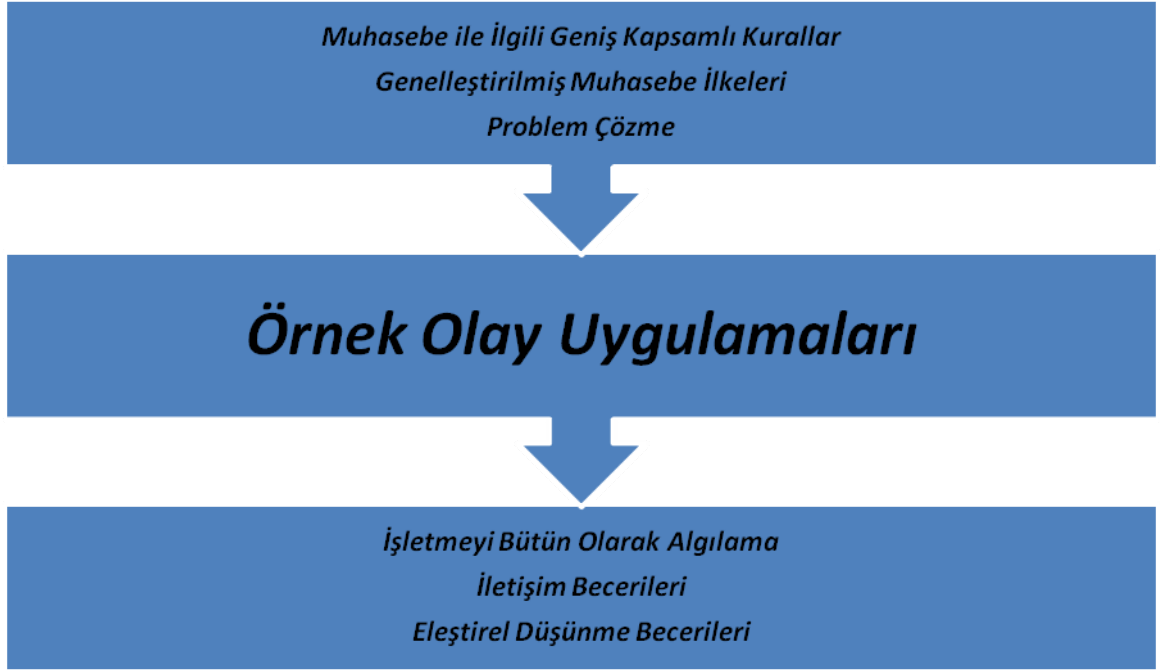 Muhasebe ile İlgili Geniş Kapsamlı Kurallar
Genelleştirilmiş Muhasebe İlkeleri
Problem Çözme
Örnek Olay Uygulamaları
İşletmeyi Bütün Olarak Algılama
İletişim Becerileri
Eleştirel Düşünme Becerileri